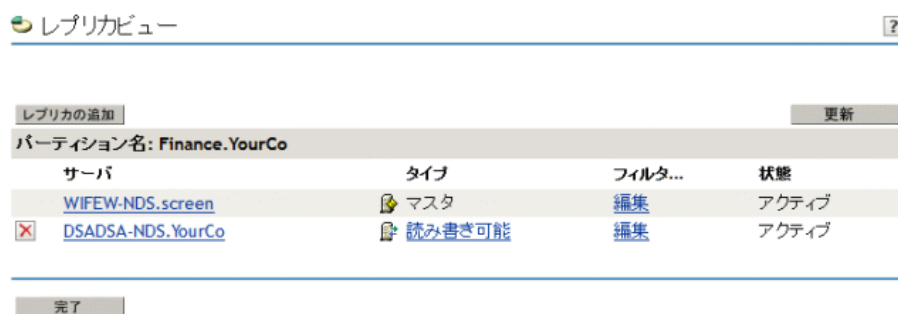 レプリカビュー ?
レプリカの追加 更新
パーティション名: Finance.YourCo
サーバ タイプ フィルタ... 状態
WIFEW-NDS.screen マスタ 編集 アクティブ
DSADSA-NDS.YourCo 読み書き可能 編集 アクティブ
完了